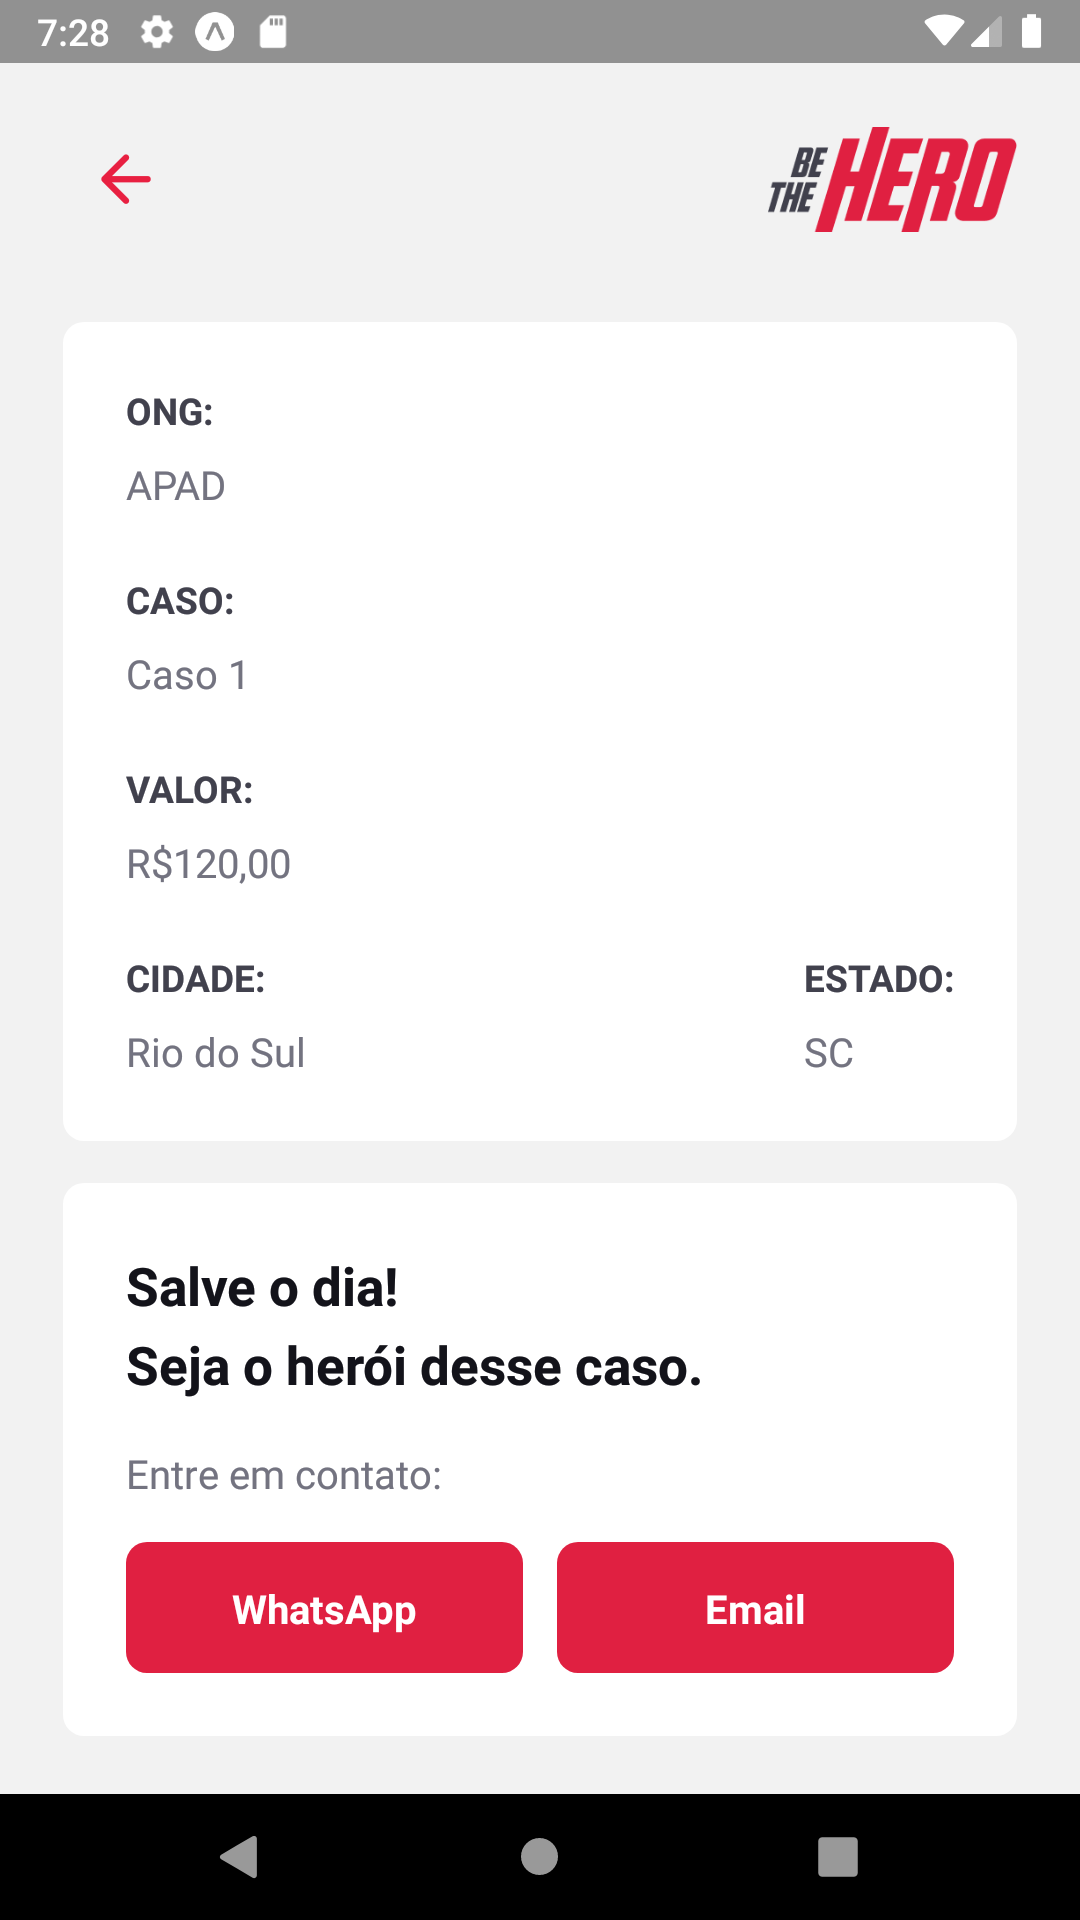 7:28
BE THE HERO
ONG:
APAD
CASO:
Caso 1
VALOR:
R$120,00
CIDADE: ESTADO:
Rio do Sul SC
Salve o dia!
Seja o herói desse caso.
Entre em contato:
WhatsApp Email